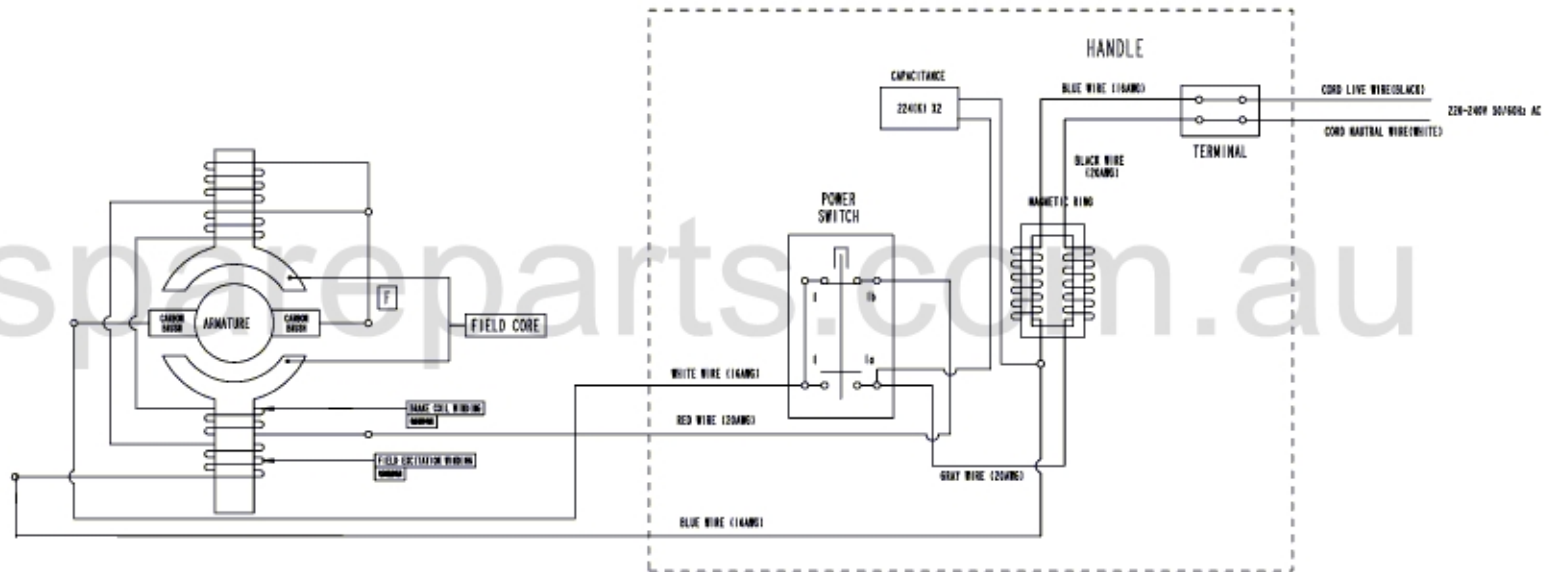 HANDLE
CAPACITANCE
BLUE WIRE (16AWG)
CORD LIVE WIRE(BLACK)
220-240V 50/60Hz AC
CORD NAUTRAL WIRE(WHITE)
TERMINAL
BLACK WIRE
(20AWG)
POWER
SWITCH
MAGNETIC RING
spareparts.com.au
I
Ib
CARBON
BRUSH
ARMATURE
CARBON
BRUSH
FIELD CORE
I
Ia
WHITE WIRE (16AWG)
BRAKE COIL WINDING
RED WIRE (20AWG)
FIELD EXCITATION WINDING
GRAY WIRE (20AWG)
BLUE WIRE (16AWG)